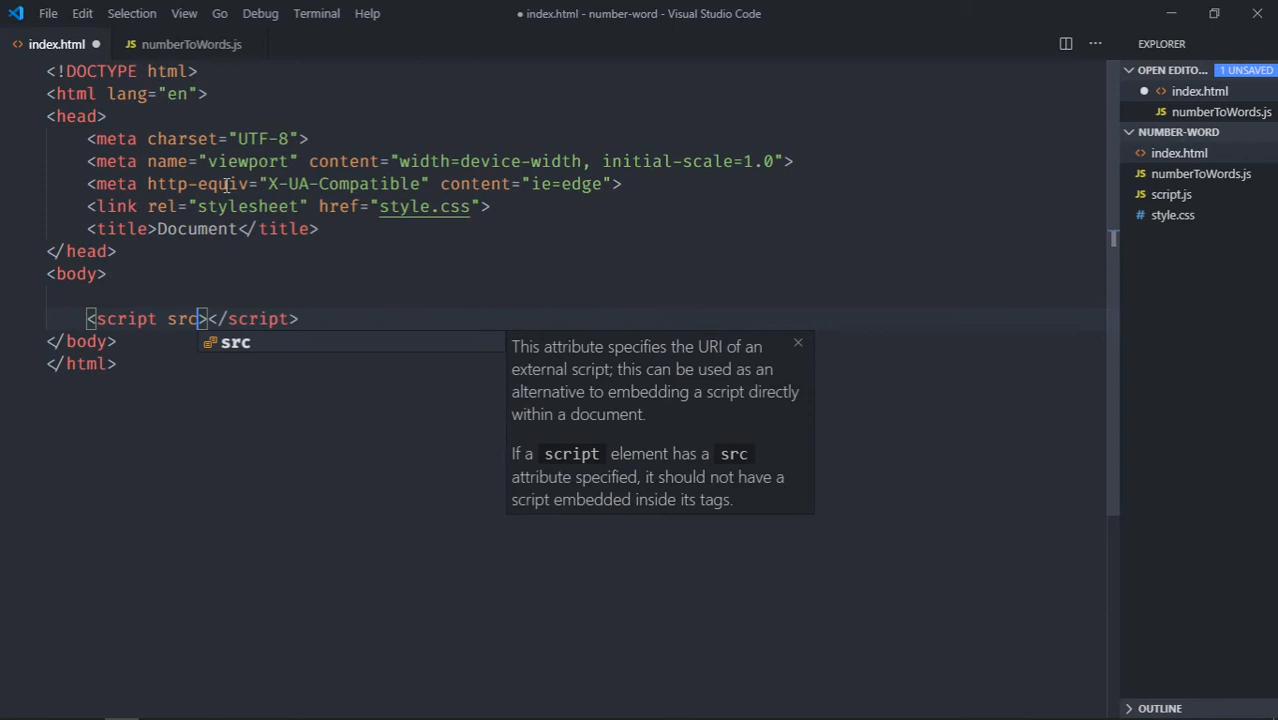 File Edit Selection View Go Debug Terminal Help
● index.html - number-word - Visual Studio Code
<> index.html ●
JS numberToWords.js
EXPLORER
<!DOCTYPE html>
<html lang="en">
<head>
<meta charset="UTF-8">
<meta name="viewport" content="width=device-width, initial-scale=1.0">
<meta http-equiv="X-UA-Compatible" content="ie=edge">
<link rel="stylesheet" href="style.css">
<title>Document</title>
</head>
<body>
<script src></script>
</body>
</html>
src
This attribute specifies the URI of an
external script; this can be used as an
alternative to embedding a script directly
within a document.
If a script element has a src
attribute specified, it should not have a
script embedded inside its tags.
OPEN EDITO... 1 UNSAVED
● <> index.html
JS numberToWords.js
NUMBER-WORD
<> index.html
JS numberToWords.js
JS script.js
# style.css
OUTLINE